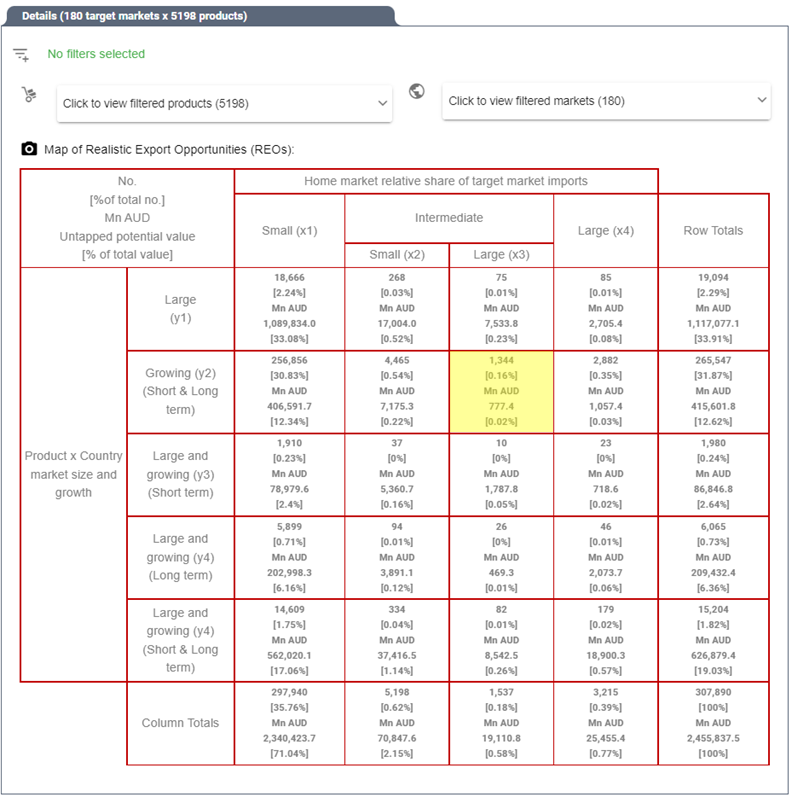 Details (180 target markets x 5198 products)
No filters selected
Click to view filtered products (5198)
Click to view filtered markets (180)
Map of Realistic Export Opportunities (REOs):
No.
[%of total no.]
Mn AUD
Untapped potential value
[% of total value]
Home market relative share of target market imports
Small (x1)
Intermediate
Large (x4)
Row Totals
Small (x2)
Large (x3)
Product x Country
market size and
growth
Large
(y1)
18,666
[2.24%]
Mn AUD
1,089,834.0
[33.08%]
268
[0.03%]
Mn AUD
17,004.0
[0.52%]
75
[0.01%]
Mn AUD
7,533.8
[0.23%]
85
[0.01%]
Mn AUD
2,705.4
[0.08%]
19,094
[2.29%]
Mn AUD
1,117,077.1
[33.91%]
Growing (y2)
(Short & Long
term)
256,856
[30.83%]
Mn AUD
406,591.7
[12.34%]
4,465
[0.54%]
Mn AUD
7,175.3
[0.22%]
1,344
[0.16%]
Mn AUD
777.4
[0.02%]
2,882
[0.35%]
Mn AUD
1,057.4
[0.03%]
265,547
[31.87%]
Mn AUD
415,601.8
[12.62%]
Large and
growing (y3)
(Short term)
1,910
[0.23%]
Mn AUD
78,979.6
[2.4%]
37
[0%]
Mn AUD
5,360.7
[0.16%]
10
[0%]
Mn AUD
1,787.8
[0.05%]
23
[0%]
Mn AUD
718.6
[0.02%]
1,980
[0.24%]
Mn AUD
86,846.8
[2.64%]
Large and
growing (y4)
(Long term)
5,899
[0.71%]
Mn AUD
202,998.3
[6.16%]
94
[0.01%]
Mn AUD
3,891.1
[0.12%]
26
[0%]
Mn AUD
469.3
[0.01%]
46
[0.01%]
Mn AUD
2,073.7
[0.06%]
6,065
[0.73%]
Mn AUD
209,432.4
[6.36%]
Large and
growing (y4)
(Short & Long
term)
14,609
[1.75%]
Mn AUD
562,020.1
[17.06%]
334
[0.04%]
Mn AUD
37,416.5
[1.14%]
82
[0.01%]
Mn AUD
8,542.5
[0.26%]
179
[0.02%]
Mn AUD
18,900.3
[0.57%]
15,204
[1.82%]
Mn AUD
626,879.4
[19.03%]
Column Totals
297,940
[35.76%]
Mn AUD
2,340,423.7
[71.04%]
5,198
[0.62%]
Mn AUD
70,847.6
[2.15%]
1,537
[0.18%]
Mn AUD
19,110.8
[0.58%]
3,215
[0.39%]
Mn AUD
25,455.4
[0.77%]
307,890
[100%]
Mn AUD
2,455,837.5
[100%]